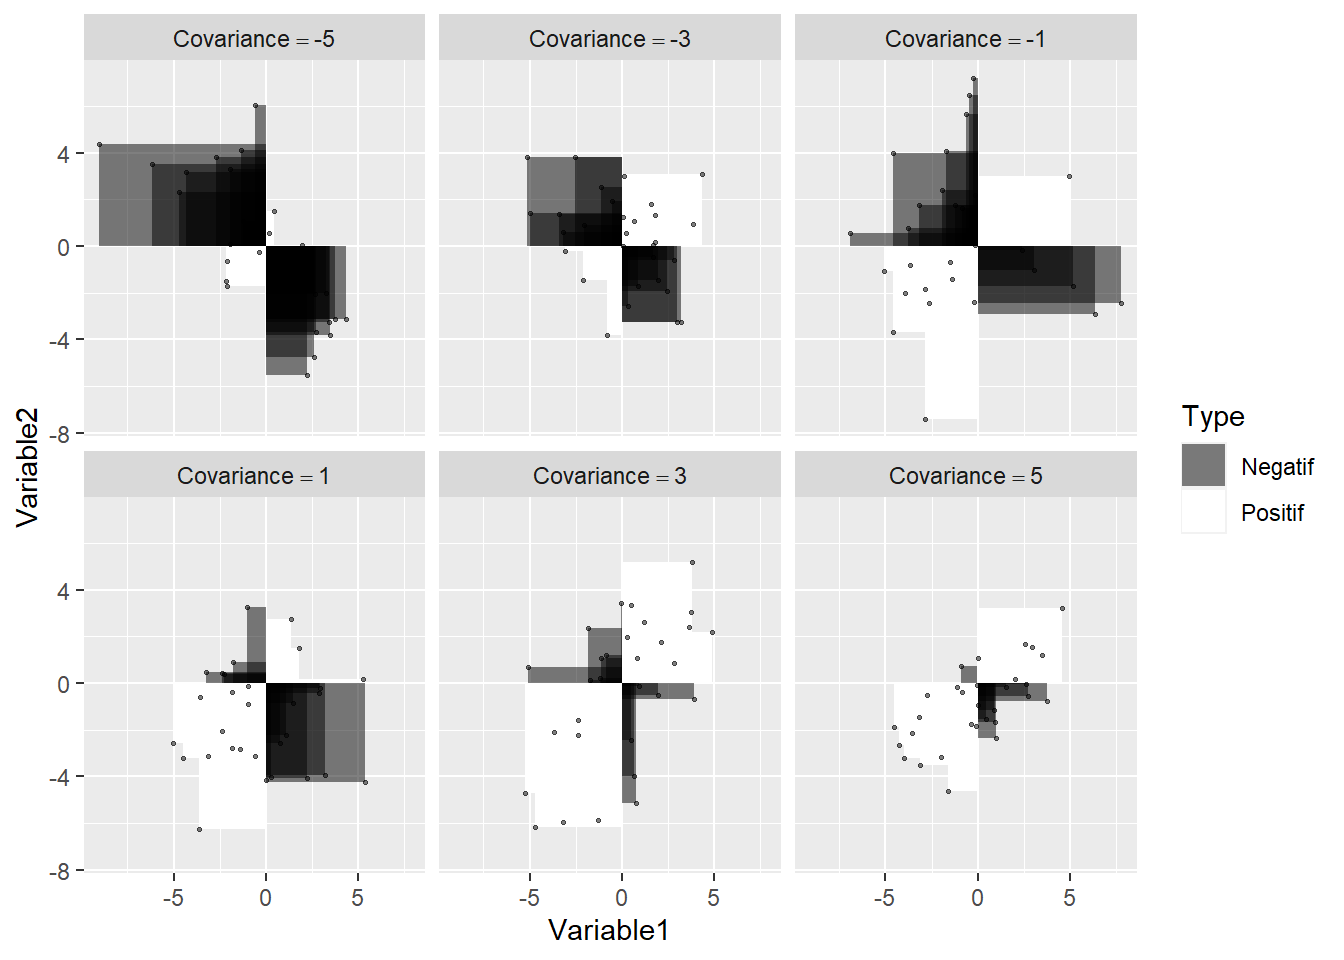 Covariance = -5
Covariance = -3
Covariance = -1
4
0
-4
-8
Variable2
Type
Negatif
Positif
Covariance = 1
Covariance = 3
Covariance = 5
4
0
-4
-8
-5 0 5
-5 0 5
-5 0 5
Variable1